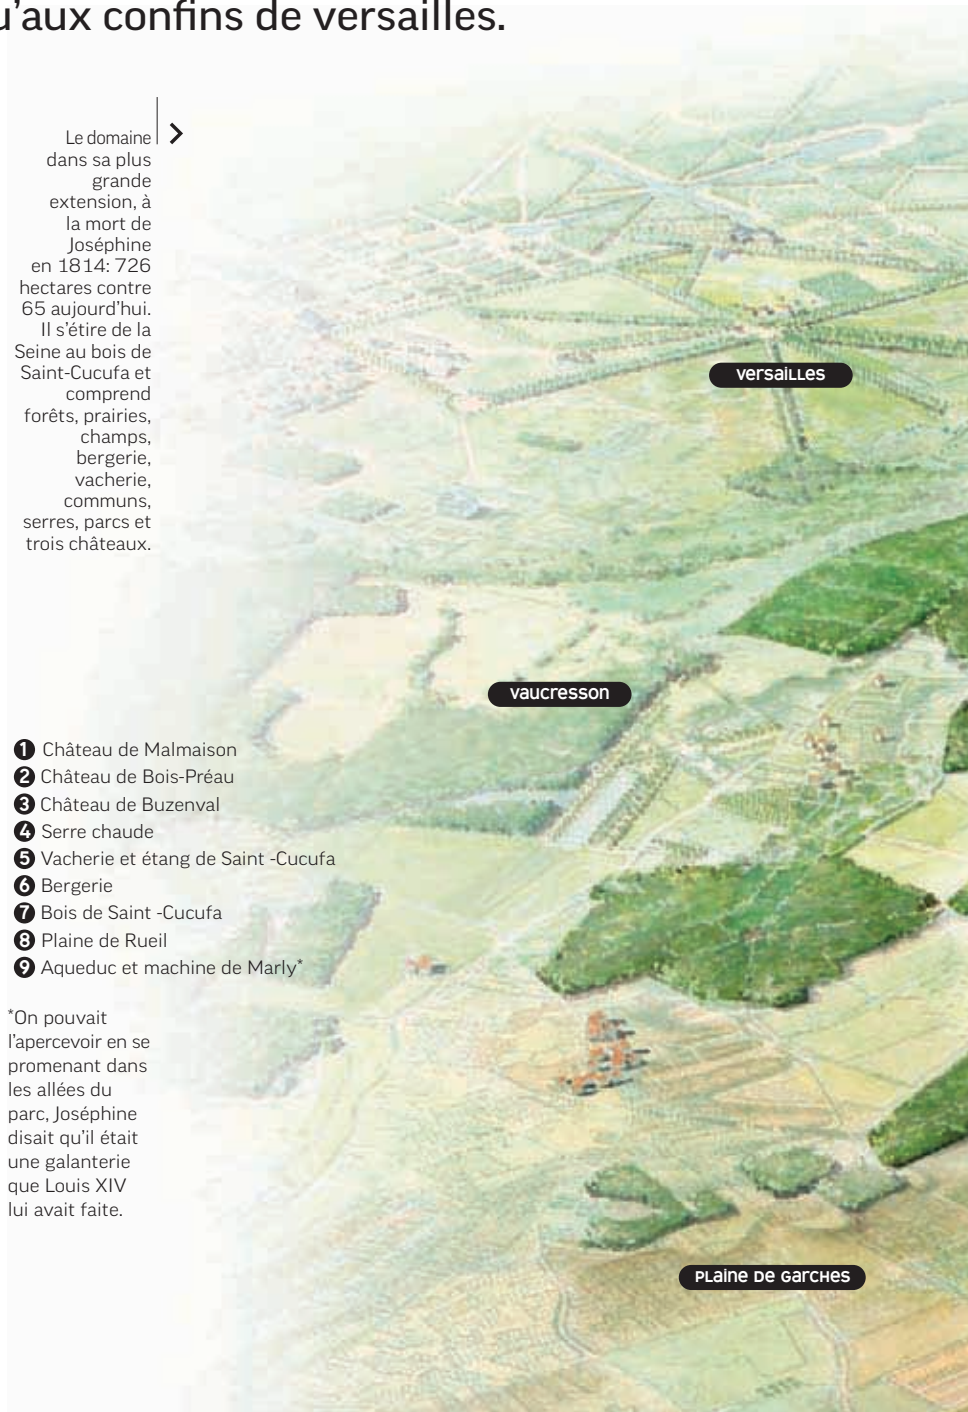 u'aux confins de versailles.
Le domaine
dans sa plus
grande
extension, à
la mort de
Joséphine
en 1814: 726
hectares contre
65 aujourd'hui.
Il s'étire de la
Seine au bois de
Saint-Cucufa et
comprend
forêts, prairies,
champs,
bergerie,
vacherie,
communs,
serres, parcs et
trois châteaux.
versailles
vaucresson
1 Château de Malmaison
2 Château de Bois-Préau
3 Château de Buzenval
4 Serre chaude
5 Vacherie et étang de Saint -Cucufa
6 Bergerie
7 Bois de Saint -Cucufa
8 Plaine de Rueil
9 Aqueduc et machine de Marly*
*On pouvait
l'apercevoir en se
promenant dans
les allées du
parc, Joséphine
disait qu'il était
une galanterie
que Louis XIV
lui avait faite.
PLaine De GarCHes